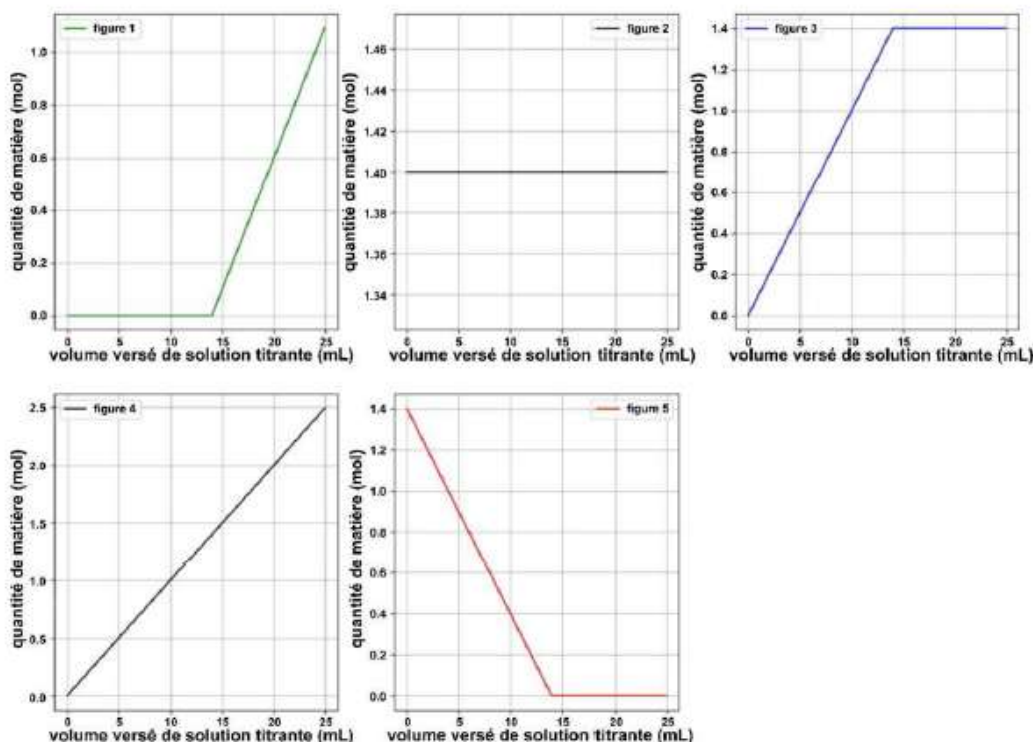 figure 1
quantité de matière (mol)
1.0
0.8
0.6
0.4
0.2
0.0
0 5 10 15 20 25
volume versé de solution titrante (mL)
figure 2
quantité de matière (mol)
1.46
1.44
1.42
1.40
1.38
1.36
1.34
0 5 10 15 20 25
volume versé de solution titrante (mL)
figure 3
quantité de matière (mol)
1.4
1.2
1.0
0.8
0.6
0.4
0.2
0.0
0 5 10 15 20 25
volume versé de solution titrante (mL)
figure 4
quantité de matière (mol)
2.5
2.0
1.5
1.0
0.5
0.0
0 5 10 15 20 25
volume versé de solution titrante (mL)
figure 5
quantité de matière (mol)
1.4
1.2
1.0
0.8
0.6
0.4
0.2
0.0
0 5 10 15 20 25
volume versé de solution titrante (mL)